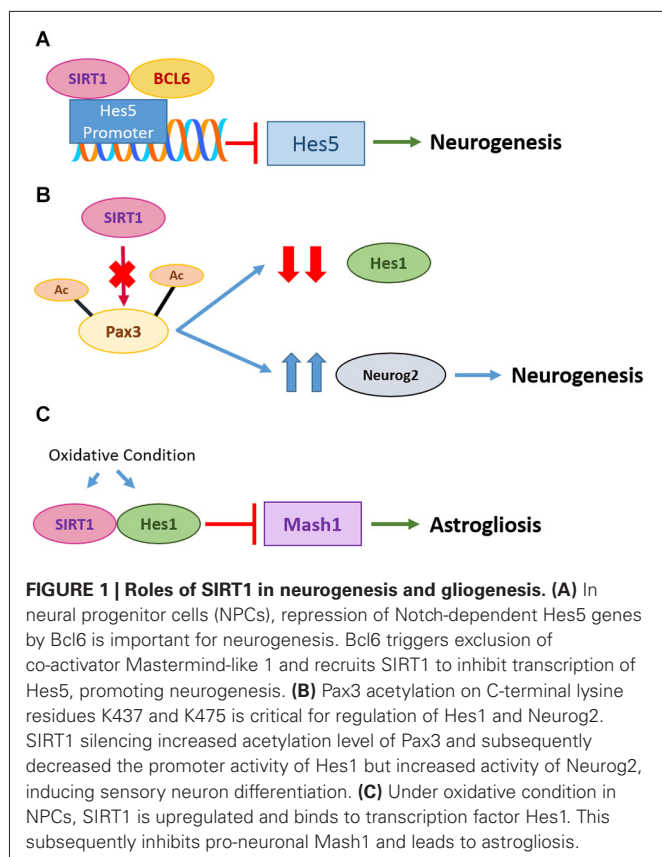 A
SIRT1
BCL6
Hes5
Promoter
Hes5
Neurogenesis
B
SIRT1
Ac
Ac
Pax3
Hes1
Neurog2
Neurogenesis
C
Oxidative Condition
SIRT1
Hes1
Mash1
Astrogliosis
FIGURE 1 | Roles of SIRT1 in neurogenesis and gliogenesis. (A) In
neural progenitor cells (NPCs), repression of Notch-dependent Hes5 genes
by Bcl6 is important for neurogenesis. Bcl6 triggers exclusion of
co-activator Mastermind-like 1 and recruits SIRT1 to inhibit transcription of
Hes5, promoting neurogenesis. (B) Pax3 acetylation on C-terminal lysine
residues K437 and K475 is critical for regulation of Hes1 and Neurog2.
SIRT1 silencing increased acetylation level of Pax3 and subsequently
decreased the promoter activity of Hes1 but increased activity of Neurog2,
inducing sensory neuron differentiation. (C) Under oxidative condition in
NPCs, SIRT1 is upregulated and binds to transcription factor Hes1. This
subsequently inhibits pro-neuronal Mash1 and leads to astrogliosis.